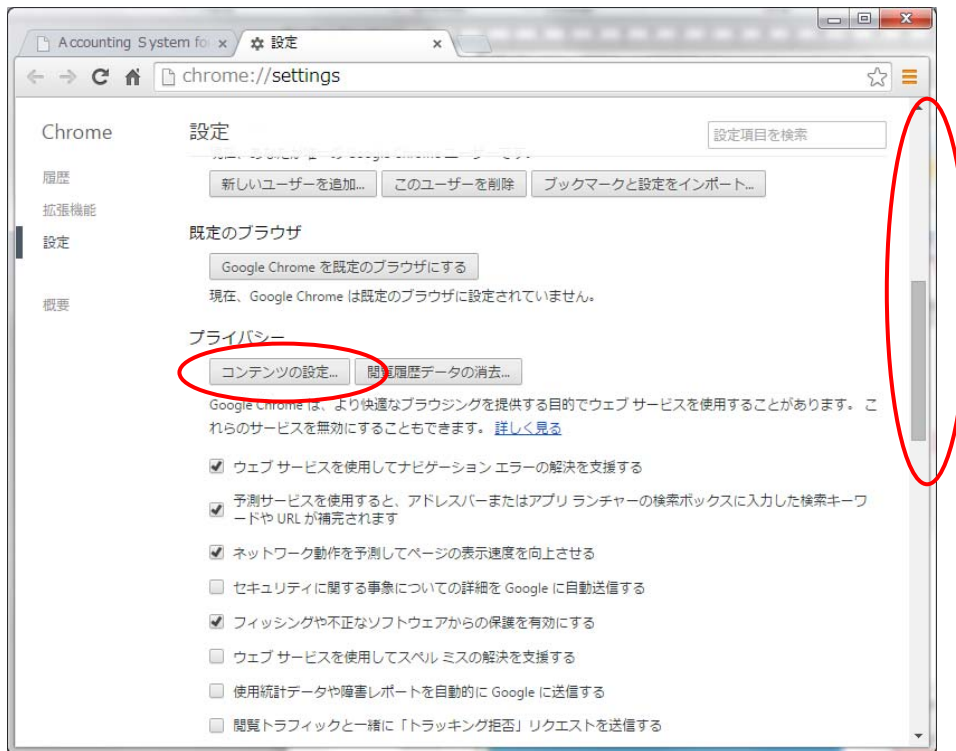 Accounting System fo
設定
chrome://settings
Chrome
設定
設定項目を検索
履歴
拡張機能
設定
概要
現在、あなたが唯一の Google Chrome ユーザーです。
新しいユーザーを追加...
このユーザーを削除
ブックマークと設定をインポート...
既定のブラウザ
Google Chrome を既定のブラウザにする
現在、Google Chrome は既定のブラウザに設定されていません。
プライバシー
コンテンツの設定...
閲覧履歴データの消去...
Google Chrome は、より快適なブラウジングを提供する目的でウェブ サービスを使用することがあります。 こ
れらのサービスを無効にすることもできます。 詳しく見る
ウェブ サービスを使用してナビゲーション エラーの解決を支援する
予測サービスを使用すると、アドレスバーまたはアプリ ランチャーの検索ボックスに入力した検索キーワ
ードや URL が補完されます
ネットワーク動作を予測してページの表示速度を向上させる
セキュリティに関する事象についての詳細を Google に自動送信する
フィッシングや不正なソフトウェアからの保護を有効にする
ウェブ サービスを使用してスペル ミスの解決を支援する
使用統計データや障害レポートを自動的に Google に送信する
閲覧トラフィックと一緒に「トラッキング拒否」リクエストを送信する